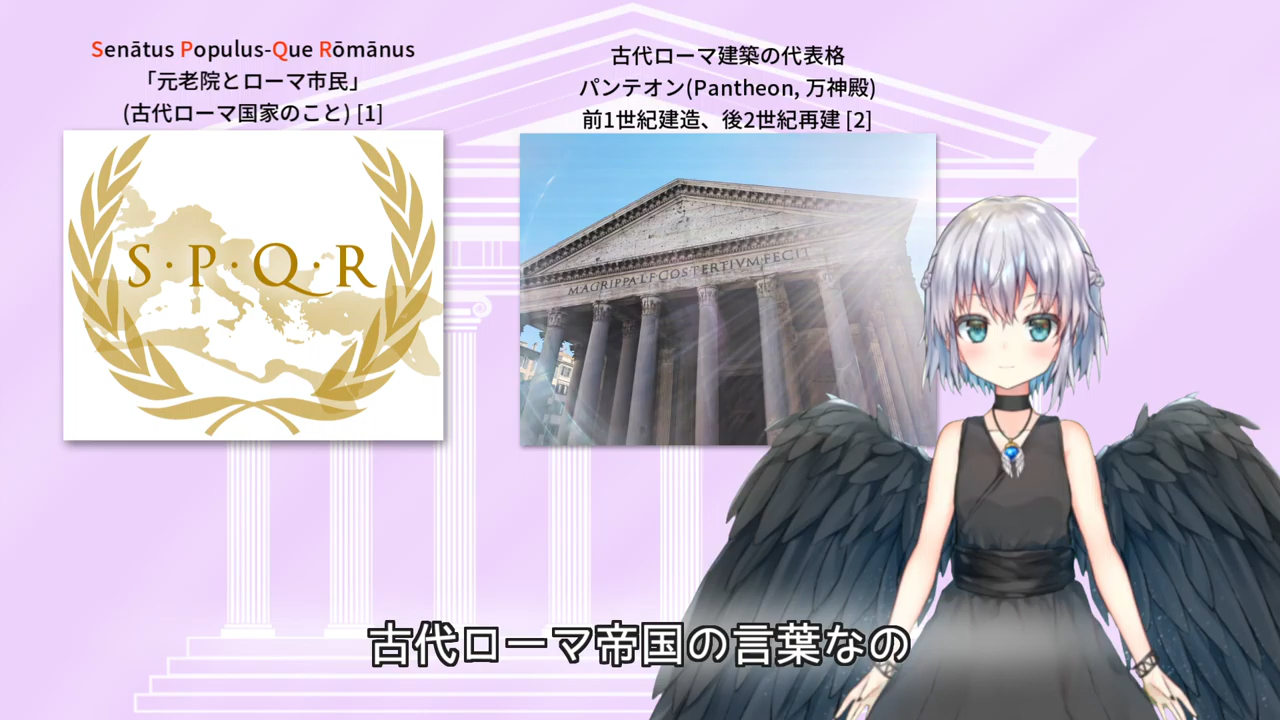 Senātus Populus-Que Rōmānus
「元老院とローマ市民」
(古代ローマ国家のこと) [1]
S·P·Q·R
古代ローマ建築の代表格
パンテオン(Pantheon, 万神殿)
前1世紀建造、後2世紀再建 [2]
M·AGRIPPA·L·F·COS·TERTIVM·FECIT
古代ローマ帝国の言葉なの